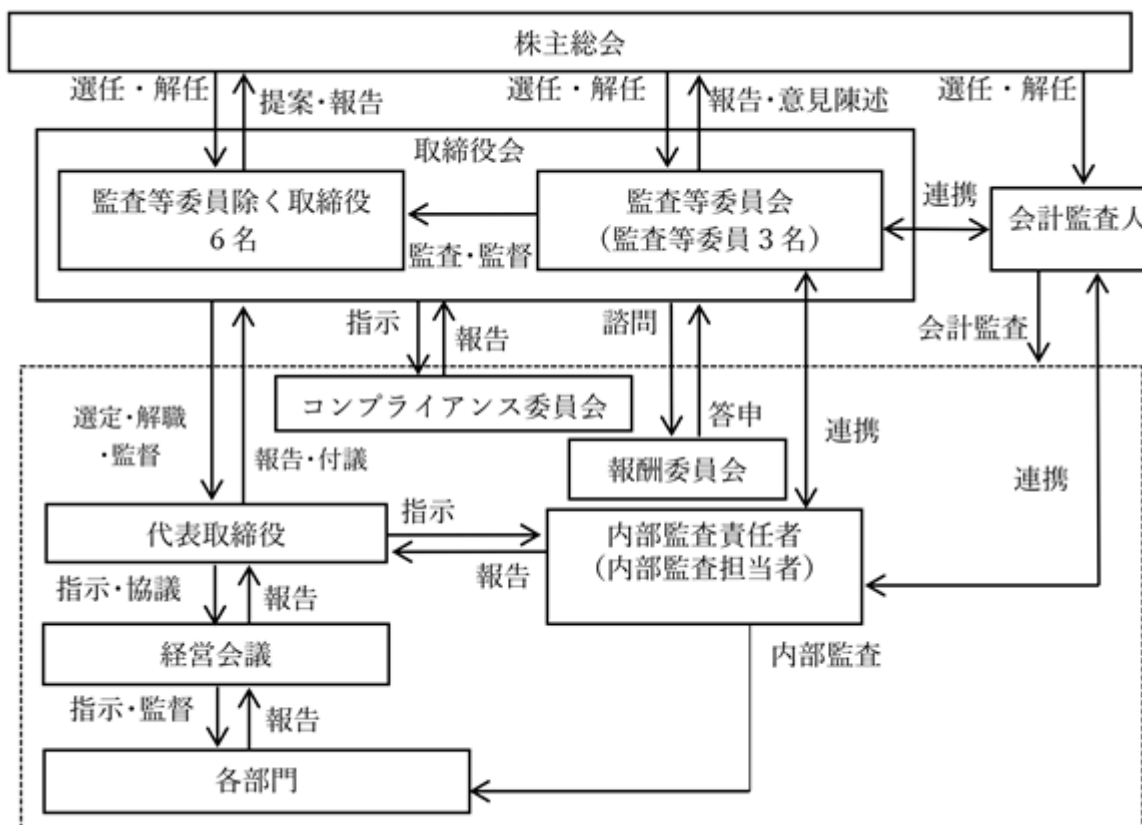 株主総会
選任・解任
提案・報告
選任・解任
報告・意見陳述
選任・解任
取締役会
監査等委員除く取締役
6名
監査・監督
監査等委員会
(監査等委員3名)
連携
会計監査人
指示
報告
諮問
会計監査
コンプライアンス委員会
選定・解職
・監督
報告・付議
答申
連携
報酬委員会
連携
代表取締役
指示
報告
内部監査責任者
(内部監査担当者)
指示・協議
報告
経営会議
内部監査
指示・監督
報告
各部門